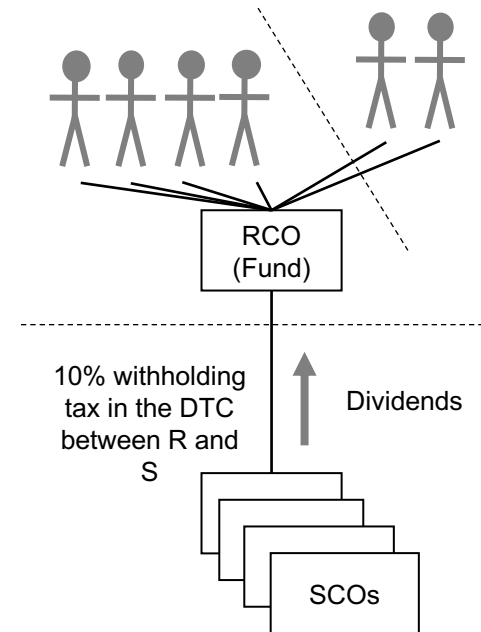 RCO
(Fund)
10% withholding
tax in the DTC
between R and
S
Dividends
SCOs